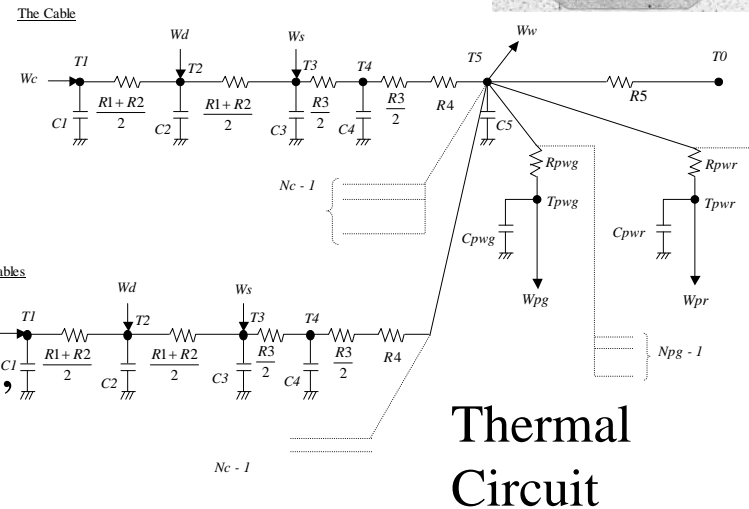 The Cable
Wd Ws Ww
T1 T2 T3 T4 T5 T0
Wc
R1 + R2
2
R1 + R2
2
R3
2
R3
2
R4 R5
C1 C2 C3 C4 C5
Nc - 1
Rpwg Rpwr
Tpwg Tpwr
Cpwg Cpwr
Wpg Wpr
ables
Wd Ws
T1 T2 T3 T4
R1 + R2
2
R1 + R2
2
R3
2
R3
2
R4
C1 C2 C3 C4
,
Npg - 1
Nc - 1
Thermal
Circuit